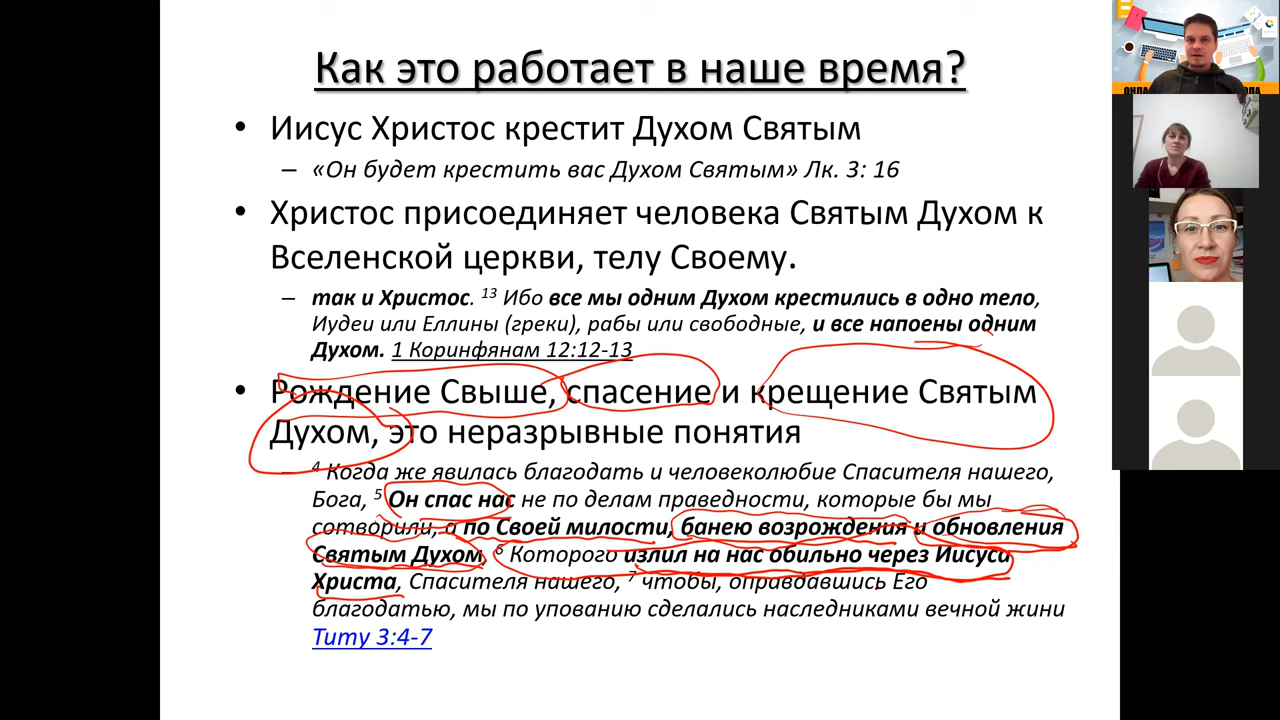 Как это работает в наше время?
• Иисус Христос крестит Духом Святым
– «Он будет крестить вас Духом Святым» Лк. 3: 16
• Христос присоединяет человека Святым Духом к
Вселенской церкви, телу Своему.
– так и Христос. 13 Ибо все мы одним Духом крестились в одно тело,
Иудеи или Еллины (греки), рабы или свободные, и все напоены одним
Духом. 1 Коринфянам 12:12-13
• Рождение Свыше, спасение и крещение Святым
Духом, это неразрывные понятия
– 4 Когда же явилась благодать и человеколюбие Спасителя нашего,
Бога, 5 Он спас нас не по делам праведности, которые бы мы
сотворили, а по Своей милости, банею возрождения и обновления
Святым Духом, 6 Которого излил на нас обильно через Иисуса
Христа, Спасителя нашего, 7 чтобы, оправдавшись Его
благодатью, мы по упованию сделались наследниками вечной жини
Титу 3:4-7